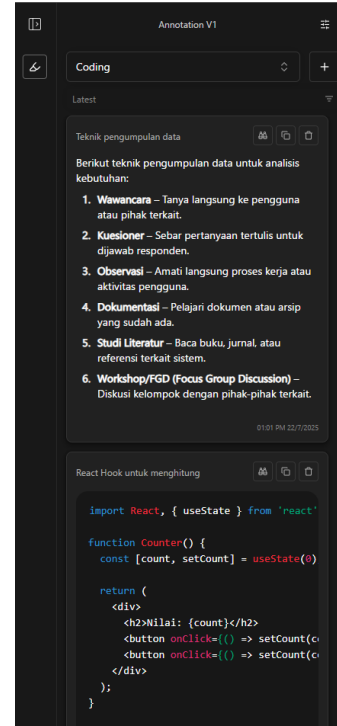 Annotation V1
Coding
Latest
Teknik pengumpulan data
Berikut teknik pengumpulan data untuk analisis
kebutuhan:
1. Wawancara – Tanya langsung ke pengguna
atau pihak terkait.
2. Kuesioner – Sebar pertanyaan tertulis untuk
dijawab responden.
3. Observasi – Amati langsung proses kerja atau
aktivitas pengguna.
4. Dokumentasi – Pelajari dokumen atau arsip
yang sudah ada.
5. Studi Literatur – Baca buku, jurnal, atau
referensi terkait sistem.
6. Workshop/FGD (Focus Group Discussion) –
Diskusi kelompok dengan pihak-pihak terkait.
01:01 PM 22/7/2025
React Hook untuk menghitung
import React, { useState } from 'react'
function Counter() {
const [count, setCount] = useState(0)
return (
<div>
<h2>Nilai: {count}</h2>
<button onClick={() => setCount(c
<button onClick={() => setCount(c
</div>
);
}